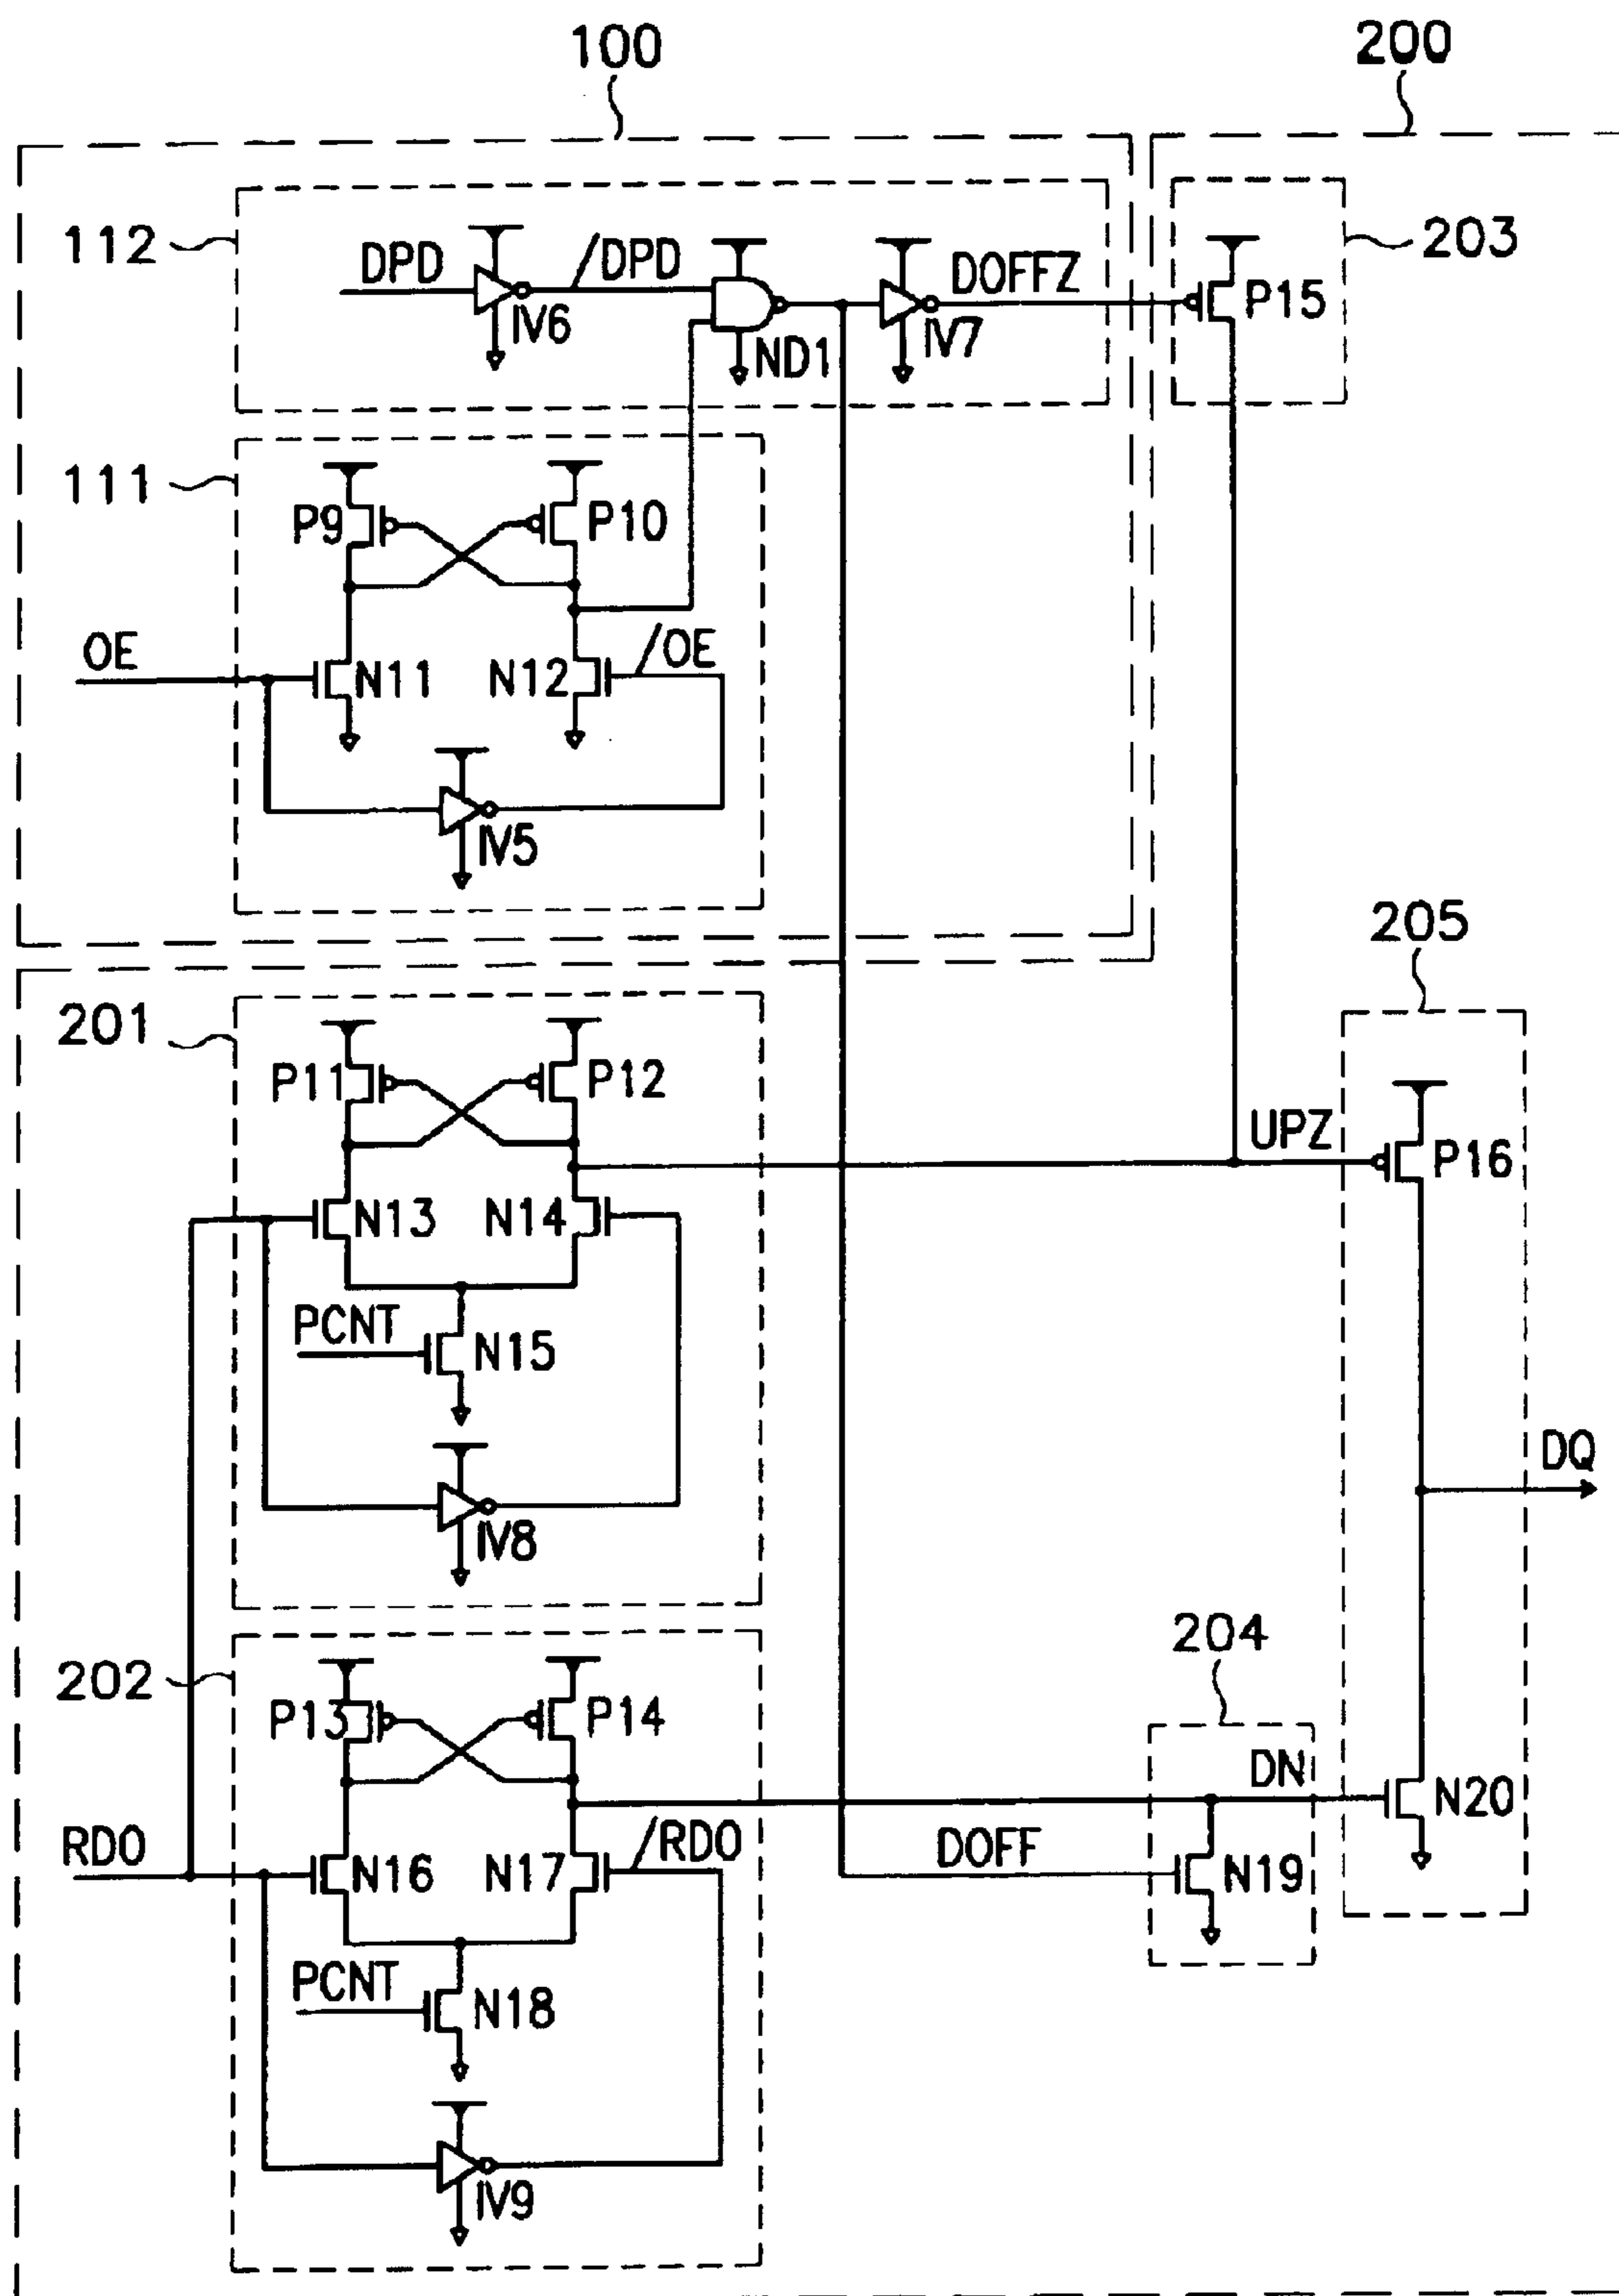 100
200
112
DPD
/DPD
IV6
ND1
DOFFZ
IV7
P15
203
111
P9
P10
OE
N11
N12
/OE
IV5
205
201
P11
P12
UPZ
P16
N13
N14
PCNT
N15
DQ
IV8
204
202
P13
P14
DN
N20
RDO
N16
N17
/RDO
DOFF
N19
PCNT
N18
IV9